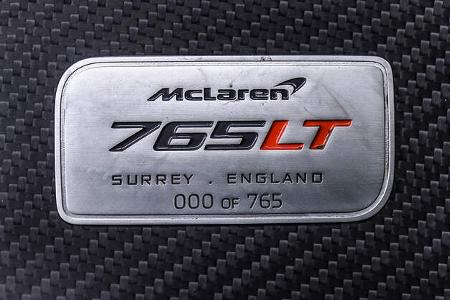 McLaren
765LT
SURREY . ENGLAND
000 OF 765